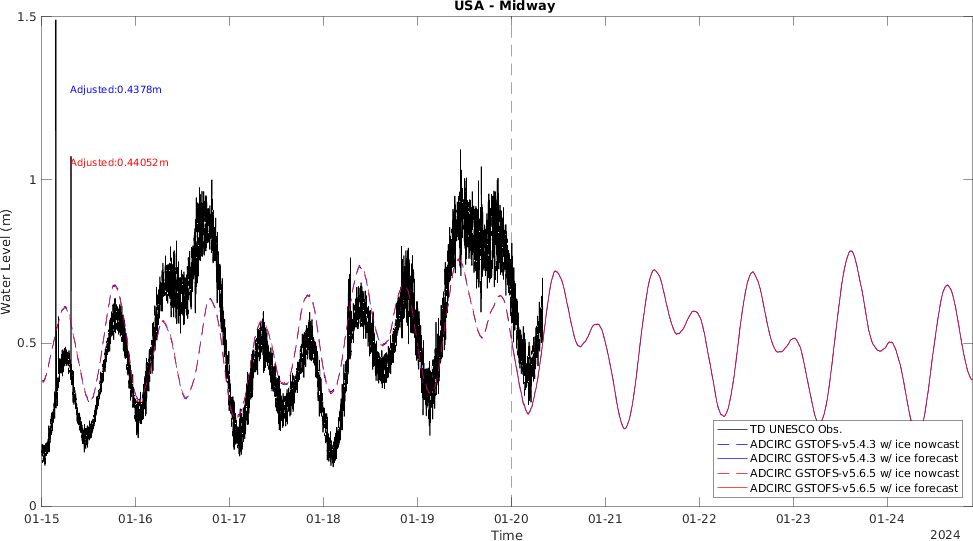 USA - Midway
1.5
Adjusted:0.4378m
Adjusted:0.44052m
1
Water Level (m)
0.5
TD UNESCO Obs.
ADCIRC GSTOFS-v5.4.3 w/ ice nowcast
ADCIRC GSTOFS-v5.4.3 w/ ice forecast
ADCIRC GSTOFS-v5.6.5 w/ ice nowcast
ADCIRC GSTOFS-v5.6.5 w/ ice forecast
0
01-15 01-16 01-17 01-18 01-19 01-20 01-21 01-22 01-23 01-24
Time
2024